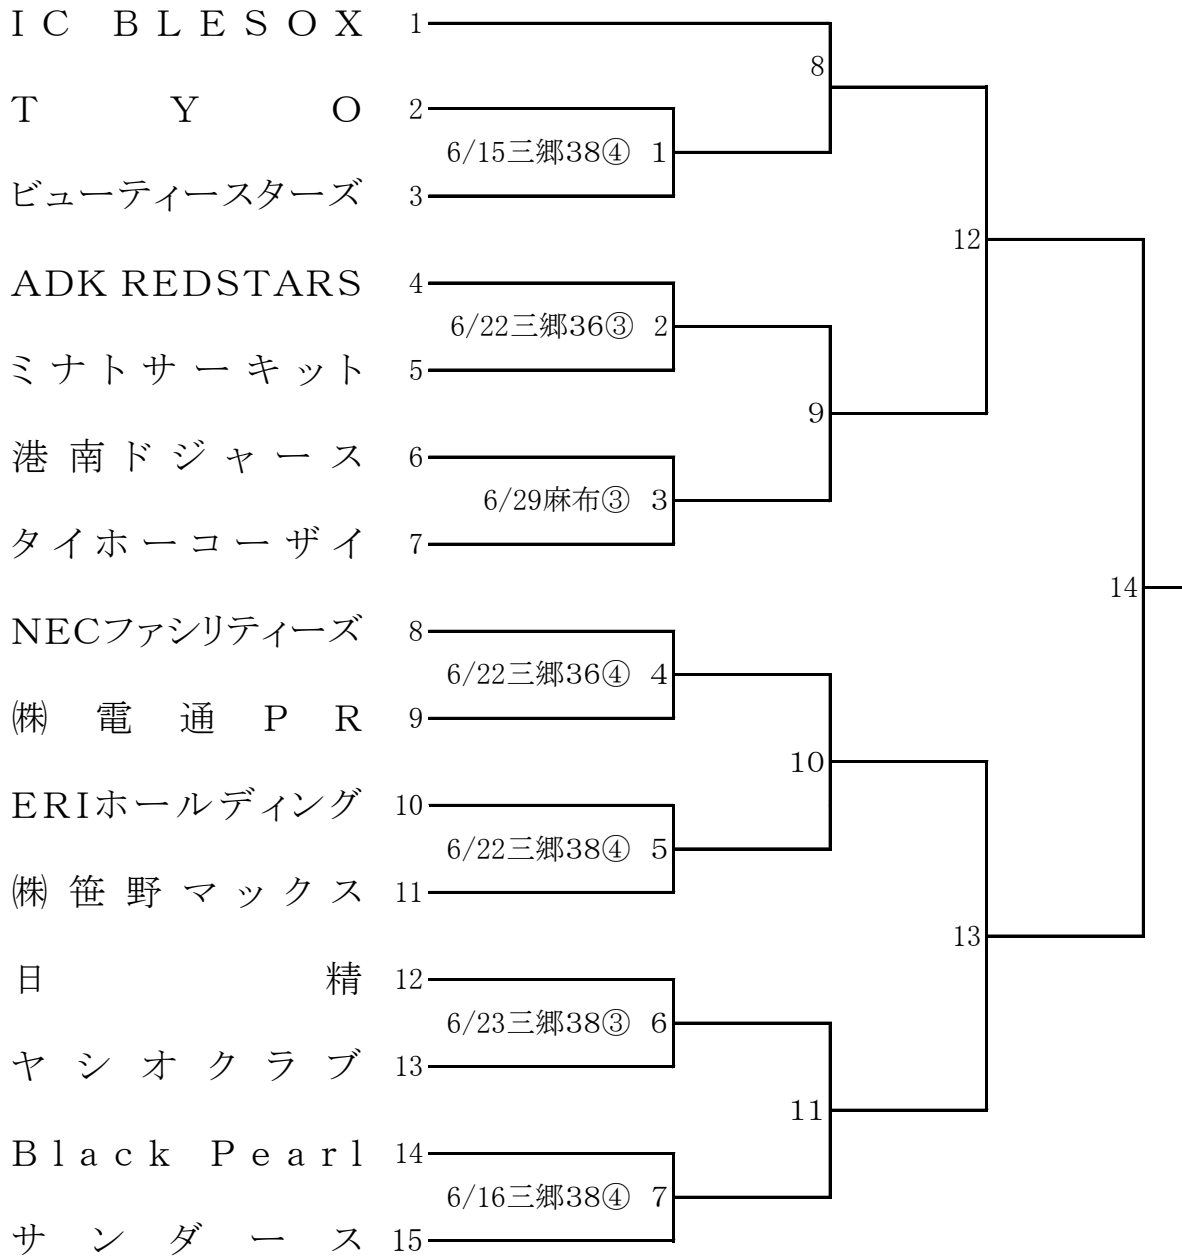 IC BLESOX 1
8
TYO 2
6/15三郷38④ 1
ビューティースターズ 3
12
ADK REDSTARS 4
6/22三郷36③ 2
ミナトサーキット 5
9
港南ドジャース 6
6/29麻布③ 3
タイホーコーザイ 7
14
NECファシリティーズ 8
6/22三郷36④ 4
㈱電通PR 9
10
ERIホールディング 10
6/22三郷38④ 5
㈱笹野マックス 11
13
日精 12
6/23三郷38③ 6
ヤシオクラブ 13
11
Black Pearl 14
6/16三郷38④ 7
サンダース 15